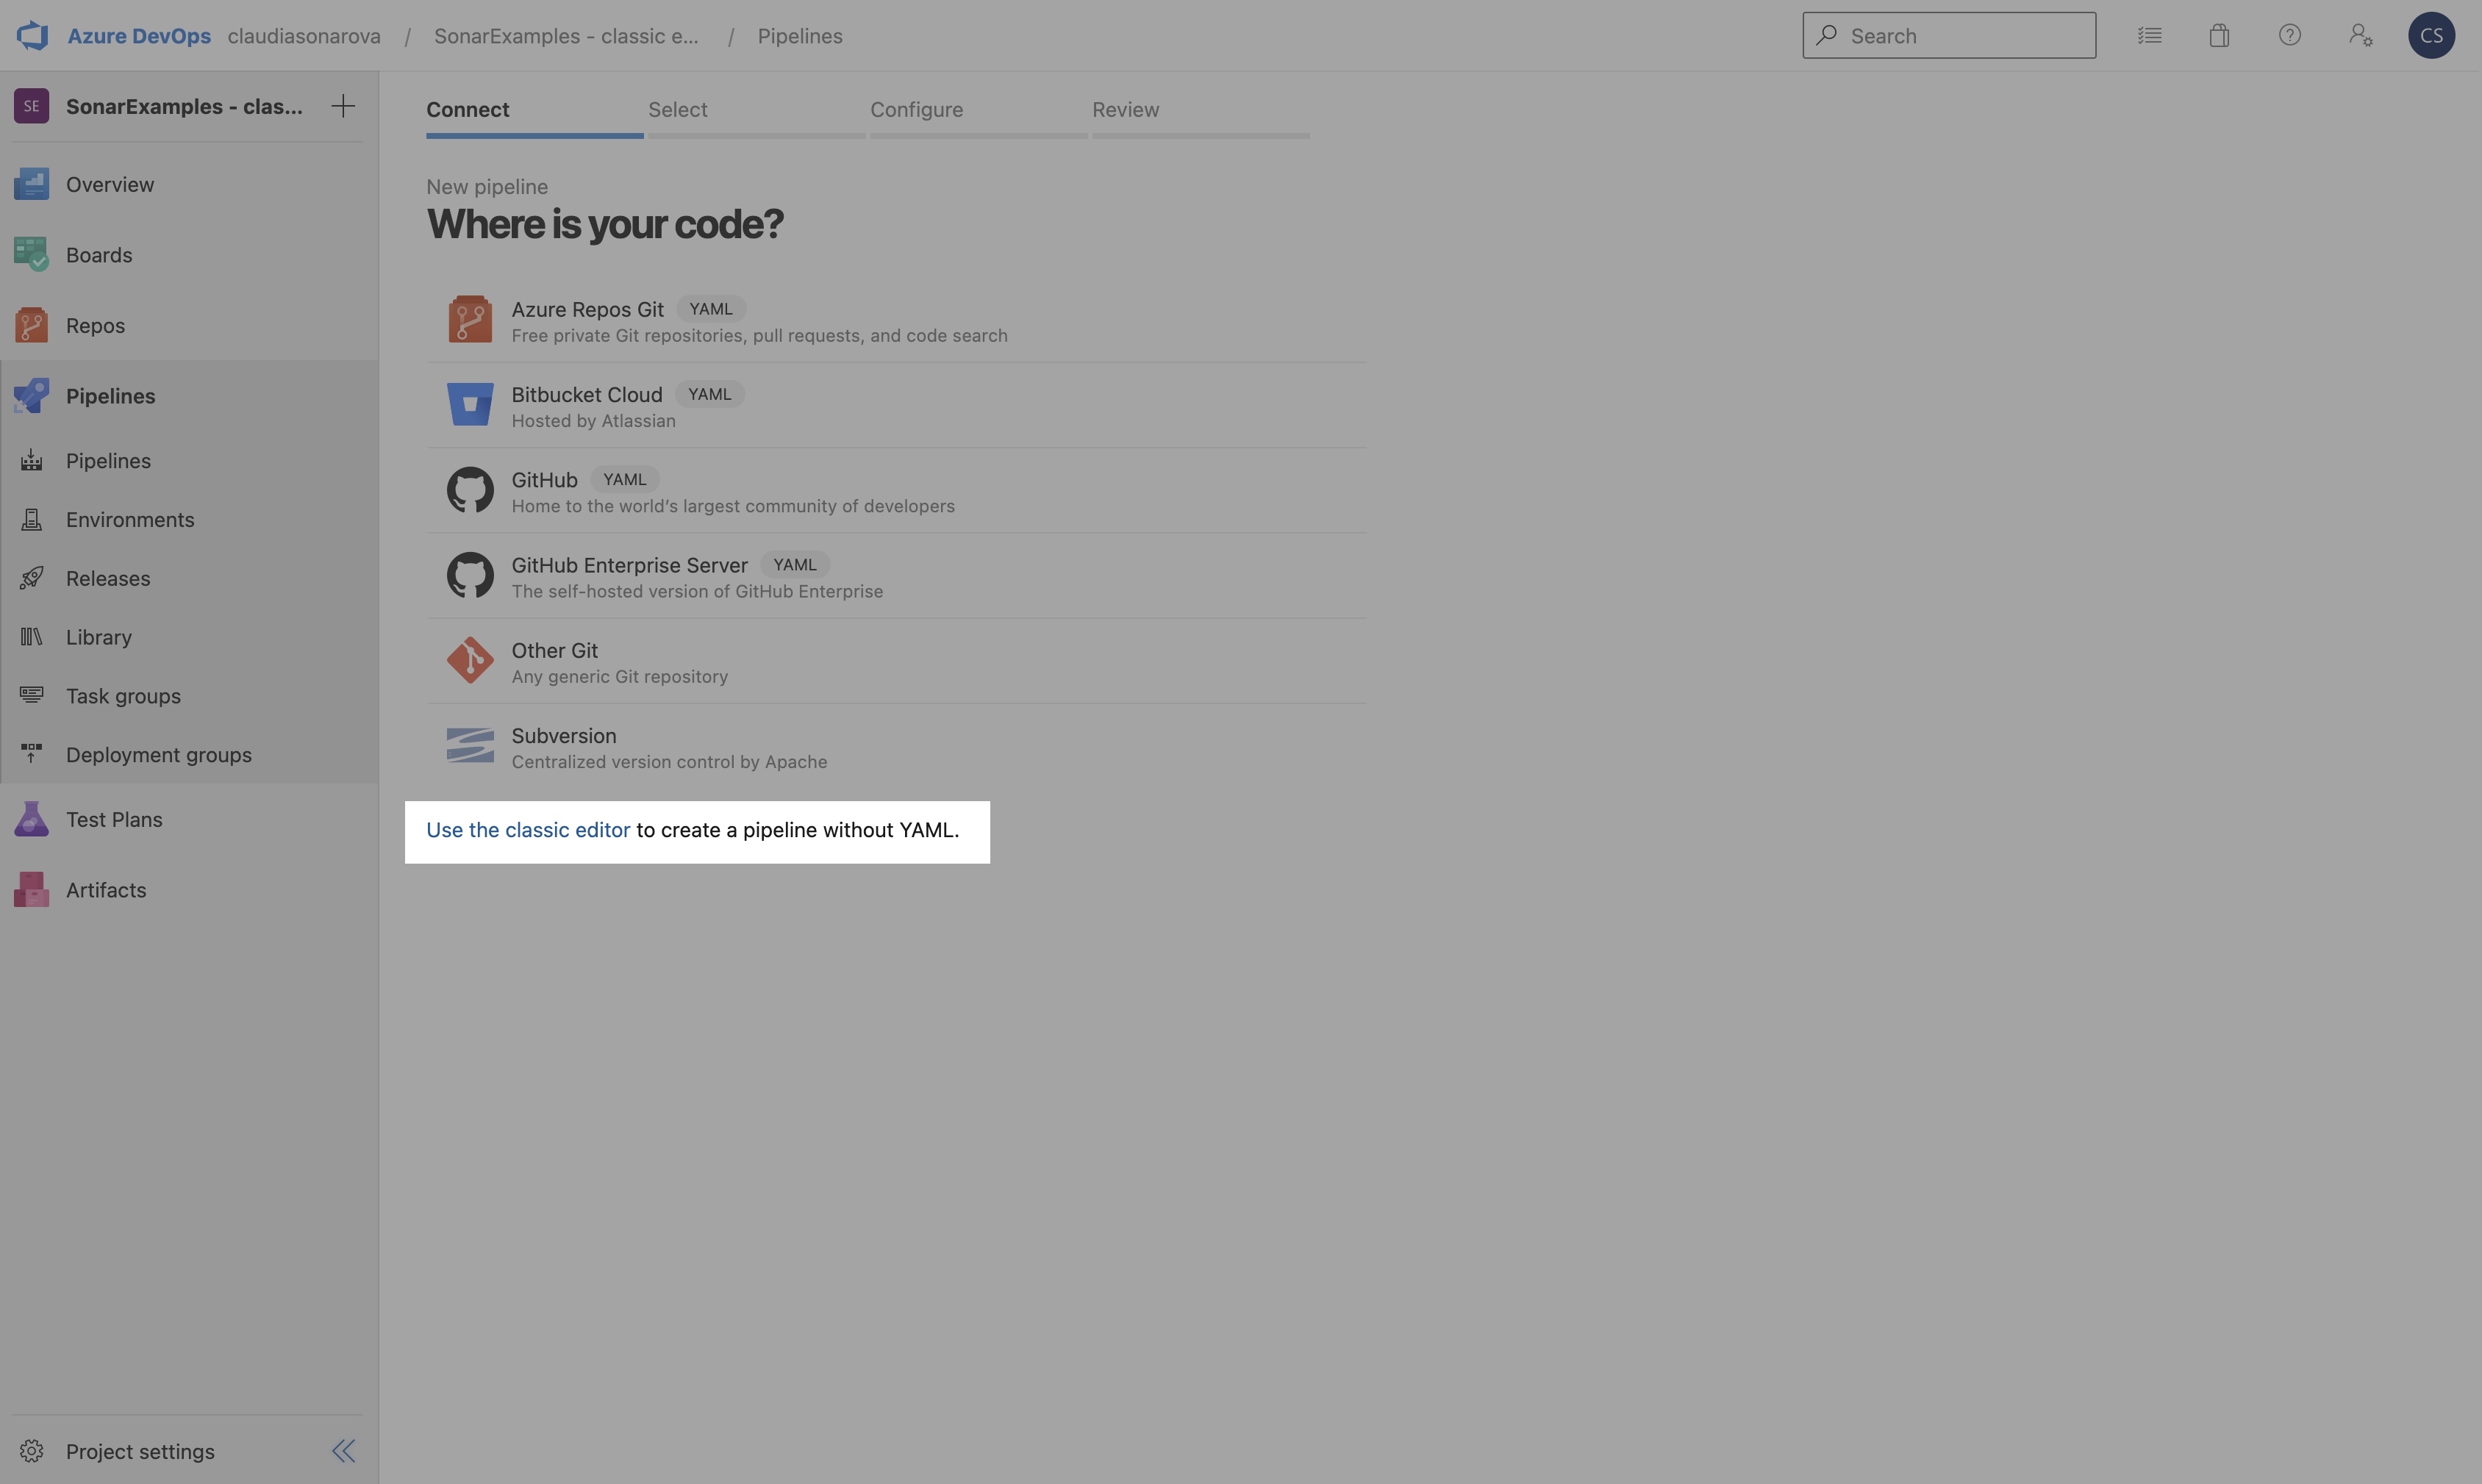 Azure DevOps claudiasonarova / SonarExamples - classic e... / Pipelines
Search
CS
SE SonarExamples - clas...
Overview
Boards
Repos
Pipelines
Pipelines
Environments
Releases
Library
Task groups
Deployment groups
Test Plans
Artifacts
Project settings
Connect Select Configure Review
New pipeline
Where is your code?
Azure Repos Git YAML
Free private Git repositories, pull requests, and code search
Bitbucket Cloud YAML
Hosted by Atlassian
GitHub YAML
Home to the world’s largest community of developers
GitHub Enterprise Server YAML
The self-hosted version of GitHub Enterprise
Other Git
Any generic Git repository
Subversion
Centralized version control by Apache
Use the classic editor to create a pipeline without YAML.